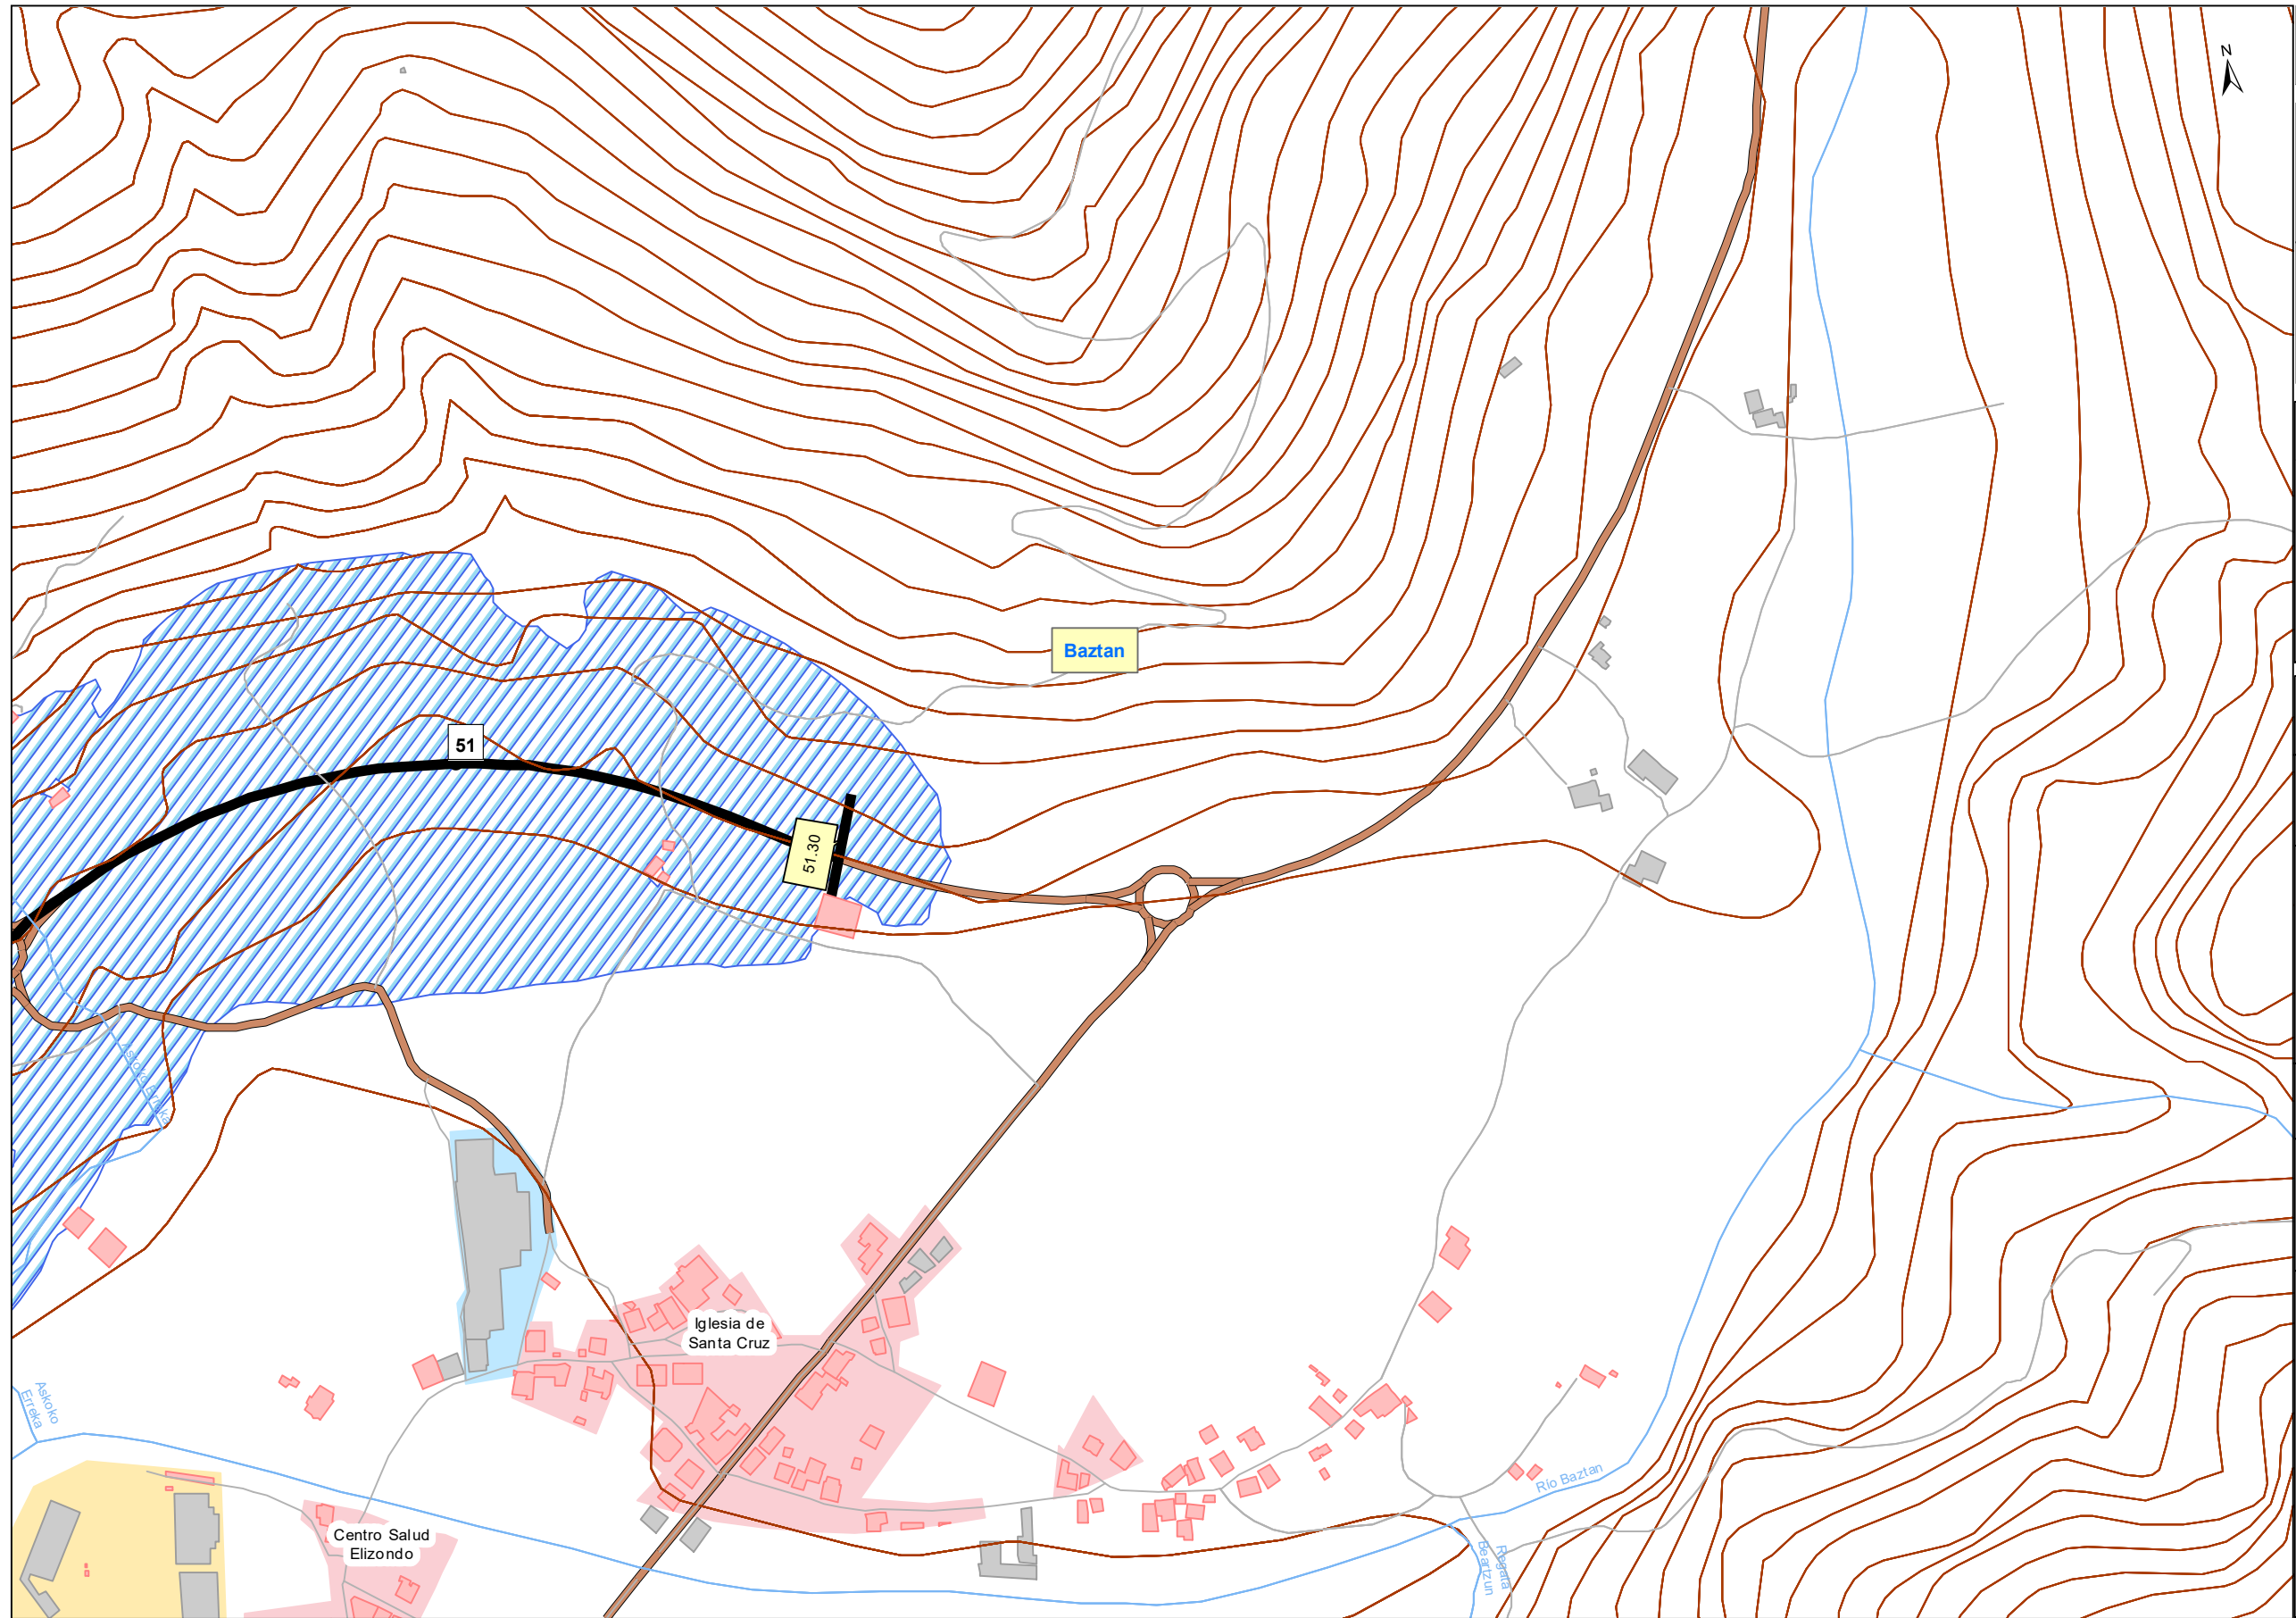 N
Baztan
51
51.30
Askoko Erreka
Iglesia de
Santa Cruz
Askoko
Erreka
Río Baztan
Centro Salud
Elizondo
Regata
Beartzun